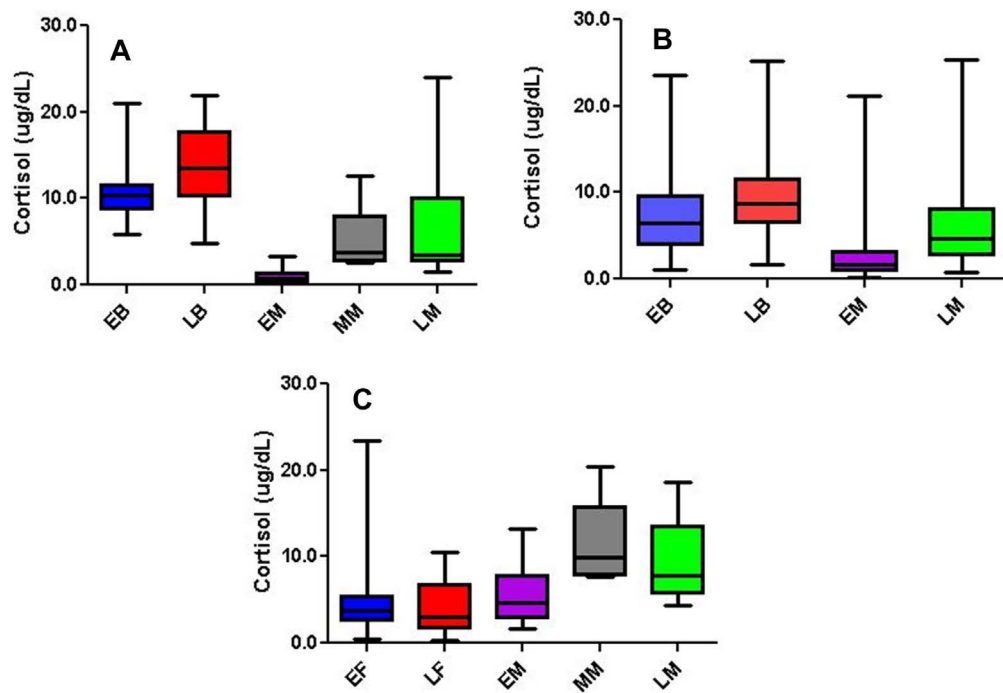 A
Cortisol (ug/dL)
30.0
20.0
10.0
0.0
EB LB EM MM LM
B
Cortisol (ug/dL)
30.0
20.0
10.0
0.0
EB LB EM LM
C
Cortisol (ug/dL)
30.0
20.0
10.0
0.0
EF LF EM MM LM